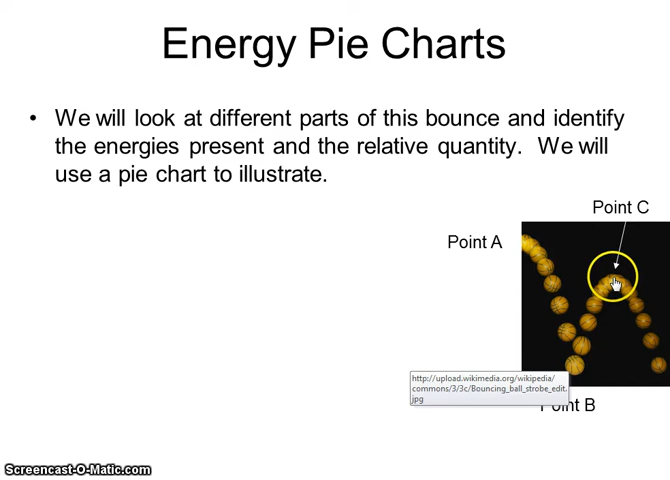 Energy Pie Charts
• We will look at different parts of this bounce and identify
the energies present and the relative quantity. We will
use a pie chart to illustrate.
Point C
Point A
http://upload.wikimedia.org/wikipedia/
commons/3/3c/Bouncing_ball_strobe_edit.
jpg
Point B
Screencast-O-Matic.com